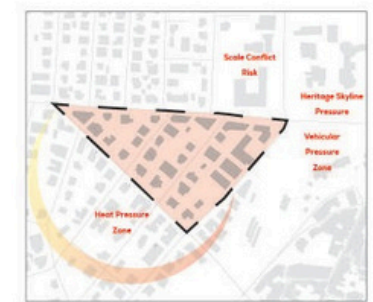 Scale Conflict
Risk
Heritage Skyline
Pressure
Vehicular
Pressure
Zone
Heat Pressure
Zone